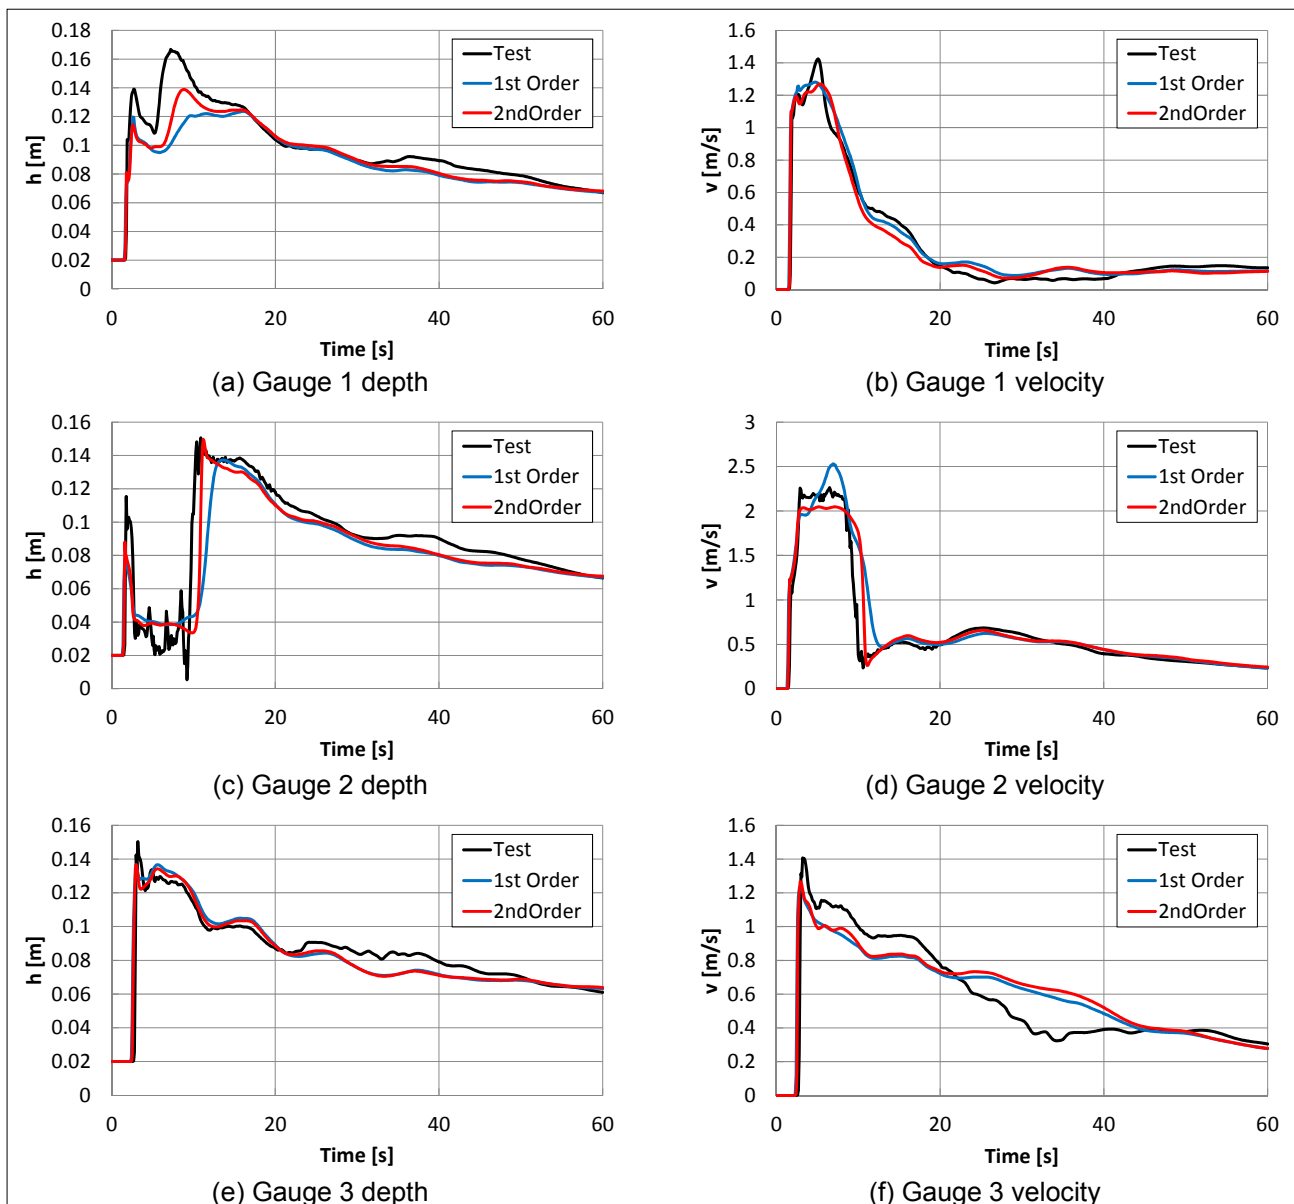 0.18
0.16
0.14
0.12
0.1
0.08
0.06
0.04
0.02
0
h [m]
0 20 40 60
Time [s]
Test
1st Order
2ndOrder
(a) Gauge 1 depth
1.6
1.4
1.2
1
0.8
0.6
0.4
0.2
0
v [m/s]
0 20 40 60
Time [s]
Test
1st Order
2ndOrder
(b) Gauge 1 velocity
0.16
0.14
0.12
0.1
0.08
0.06
0.04
0.02
0
h [m]
0 20 40 60
Time [s]
Test
1st Order
2ndOrder
(c) Gauge 2 depth
3
2.5
2
1.5
1
0.5
0
v [m/s]
0 20 40 60
Time [s]
Test
1st Order
2ndOrder
(d) Gauge 2 velocity
0.16
0.14
0.12
0.1
0.08
0.06
0.04
0.02
0
h [m]
0 20 40 60
Time [s]
Test
1st Order
2ndOrder
(e) Gauge 3 depth
1.6
1.4
1.2
1
0.8
0.6
0.4
0.2
0
v [m/s]
0 20 40 60
Time [s]
Test
1st Order
2ndOrder
(f) Gauge 3 velocity